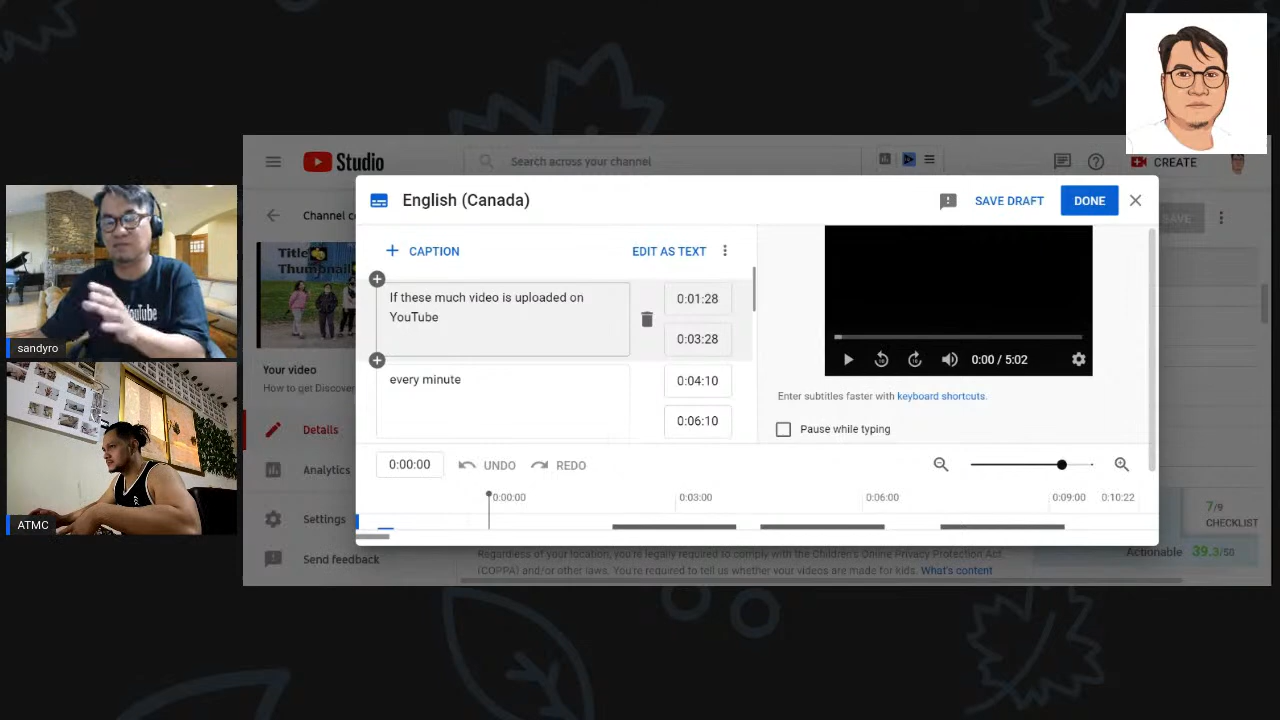 Studio
Search across your channel
CREATE
English (Canada)
SAVE DRAFT
DONE
Channel co
SAVE
CAPTION
EDIT AS TEXT
Title
Thumbnail
If these much video is uploaded on
YouTube
0:01:28
0:03:28
every minute
0:04:10
0:06:10
0:00 / 5:02
Enter subtitles faster with keyboard shortcuts.
Pause while typing
YouTube
sandyro
Your video
How to get Discover
Details
Analytics
Settings
Send feedback
0:00:00
UNDO
REDO
0:00:00
0:03:00
0:06:00
0:09:00
0:10:22
7/9
CHECKLIST
Actionable 39.3/50
Regardless of your location, you're legally required to comply with the Children's Online Privacy Protection Act
(COPPA) and/or other laws. You're required to tell us whether your videos are made for kids. What's content
ATMC